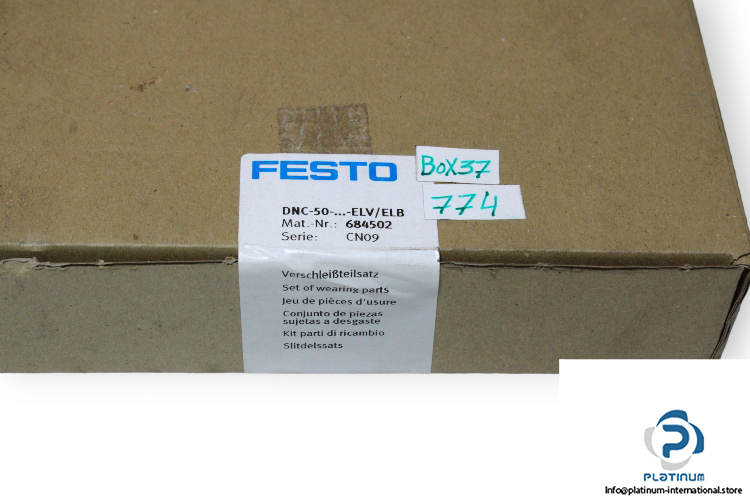 FESTO
BOX37
774
DNC-50-...-ELV/ELB
Mat.-Nr.: 684502
Serie: CN09
Verschleißteilsatz
Set of wearing parts
Jeu de pièces d'usure
Conjunto de piezas
sujetas a desgaste
Kit parti di ricambio
Slitdelssats
PLATINUM
Info@platinum-international.store